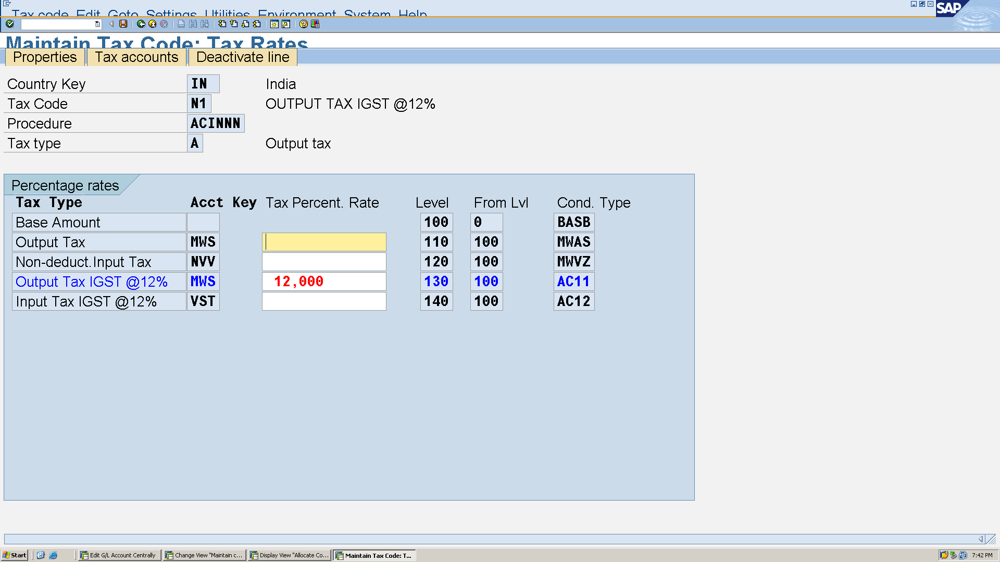 Tax code Edit Goto Settings Utilities Environment System Help
SAP
Maintain Tax Code: Tax Rates
Properties Tax accounts Deactivate line
Country Key IN India
Tax Code N1 OUTPUT TAX IGST @12%
Procedure ACINNN
Tax type A Output tax
Percentage rates
Tax Type Acct Key Tax Percent. Rate Level From Lvl Cond. Type
Base Amount 100 0 BASB
Output Tax MWS 110 100 MWAS
Non-deduct.Input Tax NVV 120 100 MWVZ
Output Tax IGST @12% MWS 12,000 130 100 AC11
Input Tax IGST @12% VST 140 100 AC12
Start Edit G/L Account Centrally Change View "Maintain c... Display View "Allocate Co... Maintain Tax Code: T... 7:42 PM